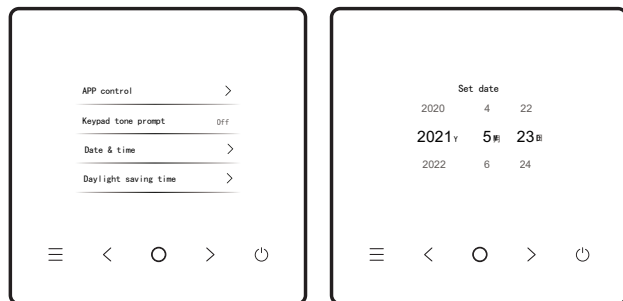 APP control
Keypad tone prompt Off
Date & time
Daylight saving time
Set date
2020 4 22
2021Y 5 23日
2022 6 24